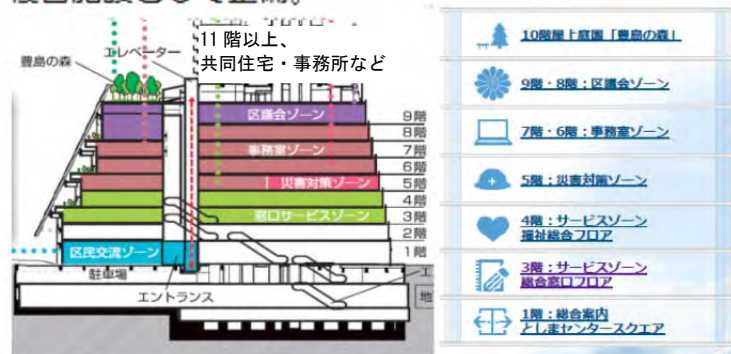 11 階以上、
共同住宅・事務所など
エレベーター
豊島の森
区議会ゾーン
事務室ゾーン
災害対策ゾーン
窓口サービスゾーン
区民交流ゾーン
9階
8階
7階
6階
5階
4階
3階
2階
1階
駐車場
エントランス
エ
地
10階屋上庭園「豊島の森」
9階・8階：区議会ゾーン
7階・6階：事務室ゾーン
5階：災害対策ゾーン
4階：サービスゾーン
福祉総合フロア
3階：サービスゾーン
総合窓口フロア
1階：総合案内
としまセンタースクエア